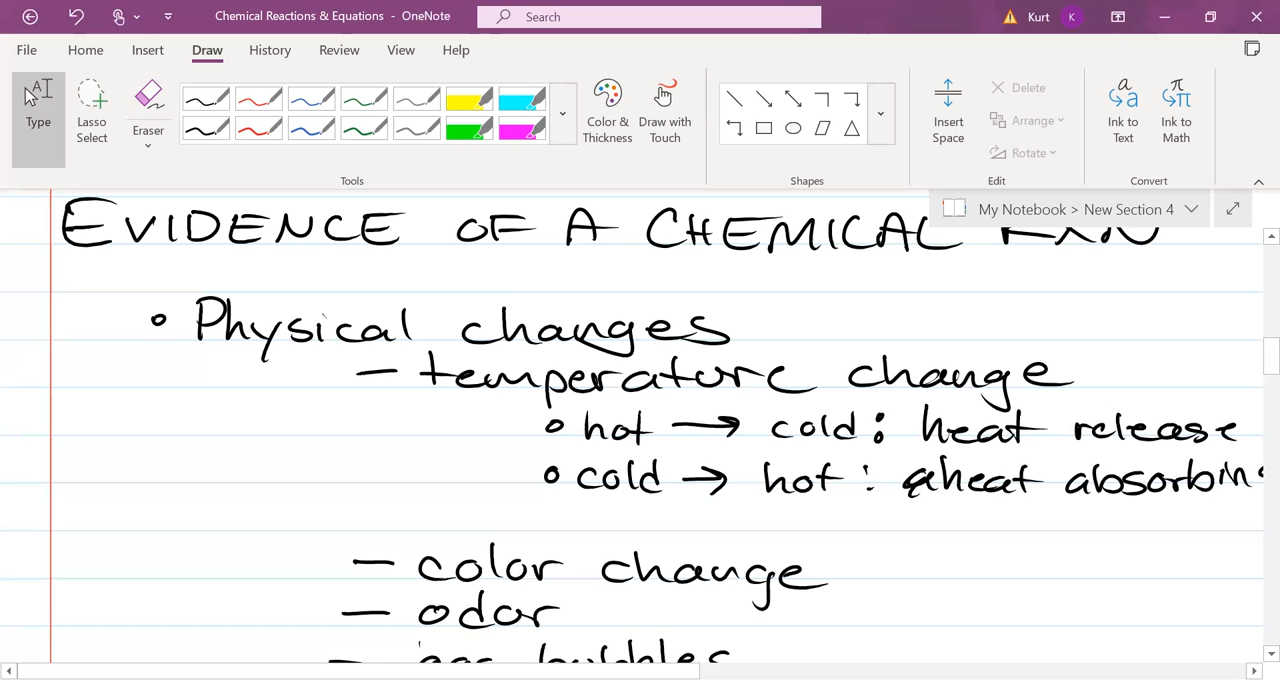 Chemical Reactions & Equations - OneNote
Search
Kurt
K
File Home Insert Draw History Review View Help
Type
Lasso Select
Eraser
Color & Thickness
Draw with Touch
Insert Space
Delete
Arrange
Rotate
Ink to Text
Ink to Math
Tools
Shapes
Edit
Convert
My Notebook > New Section 4
EVIDENCE OF A CHEMICAL RXN
• Physical changes
– temperature change
• hot → cold: heat release
• cold → hot: heat absorbin
– color change
– odor
– gas bubbles